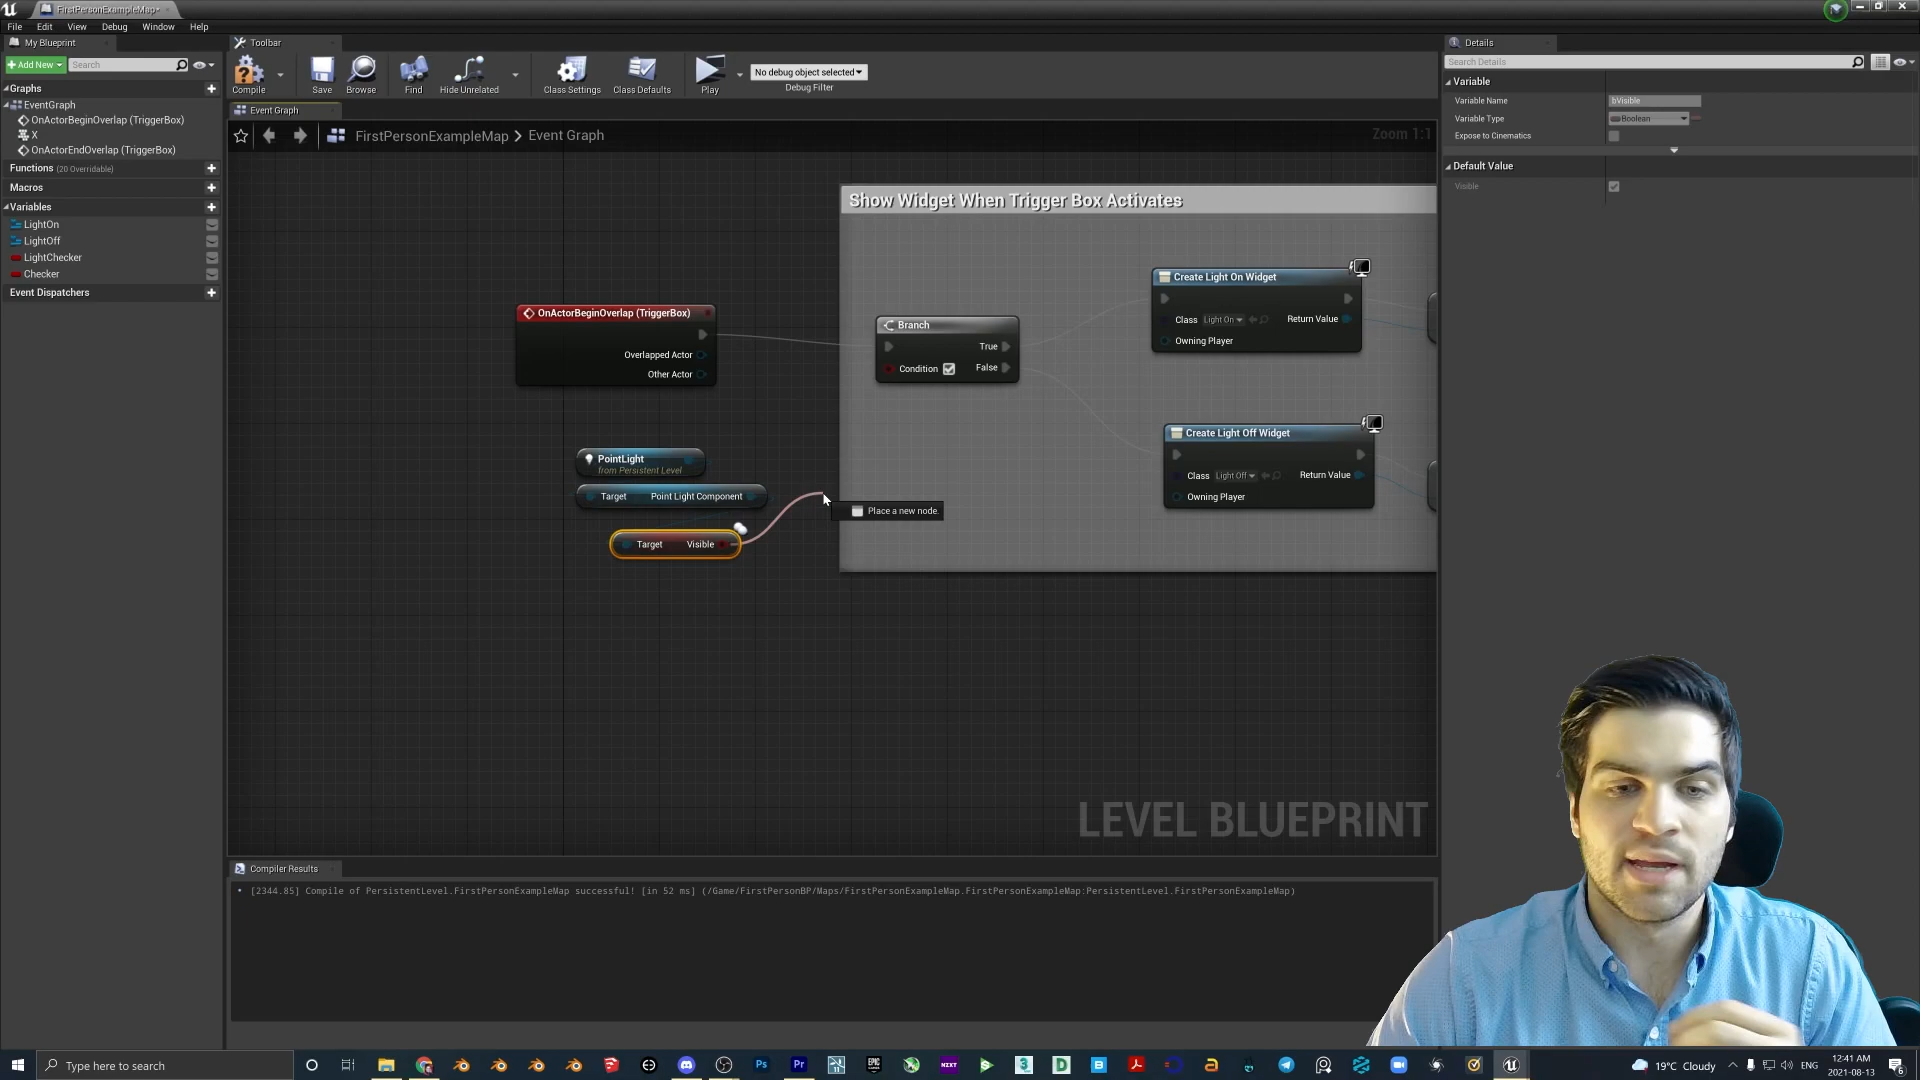 FirstPersonExampleMap*
File Edit View Debug Window Help
My Blueprint
Add New
Search
Graphs
EventGraph
OnActorBeginOverlap (TriggerBox)
X
OnActorEndOverlap (TriggerBox)
Functions (20 Overridable)
Macros
Variables
LightOn
LightOff
LightChecker
Checker
Event Dispatchers
Toolbar
Compile
Save
Browse
Find
Hide Unrelated
Class Settings
Class Defaults
Play
No debug object selected
Debug Filter
Event Graph
FirstPersonExampleMap > Event Graph
Zoom 1:1
Show Widget When Trigger Box Activates
OnActorBeginOverlap (TriggerBox)
Overlapped Actor
Other Actor
Branch
True
Condition
False
Create Light On Widget
Class Light On
Return Value
Owning Player
Create Light Off Widget
Class Light Off
Return Value
Owning Player
PointLight
from Persistent Level
Target Point Light Component
Target Visible
Place a new node.
LEVEL BLUEPRINT
Compiler Results
[2344.85] Compile of PersistentLevel.FirstPersonExampleMap successful! [in 52 ms] (/Game/FirstPersonBP/Maps/FirstPersonExampleMap.FirstPersonExampleMap:PersistentLevel.FirstPersonExampleMap)
Details
Search Details
Variable
Variable Name bVisible
Variable Type Boolean
Expose to Cinematics
Default Value
Visible
Type here to search
Ps
Pr
EPIC GAMES
NZXT
3
D
B
a
19°C Cloudy
ENG
12:41 AM
2021-08-13
6